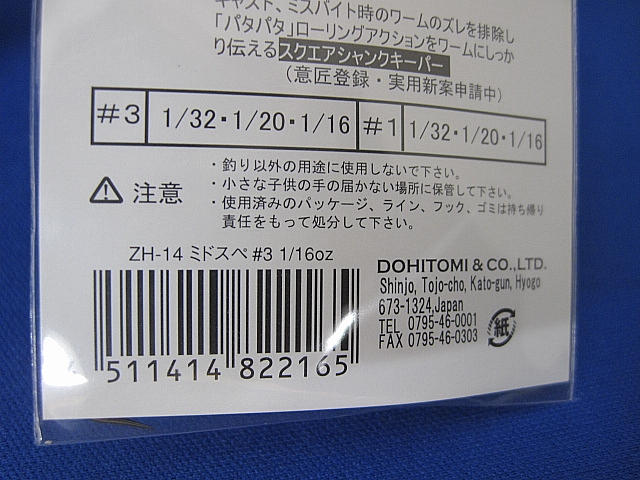 キャスト、ミスバイト時のワームのズレを排除し
「パタパタ」ローリングアクションをワームにしっか
り伝えるスクエアシャンクキーパー
(意匠登録・実用新案申請中)
#3 1/32・1/20・1/16 #1 1/32・1/20・1/16
注意
・釣り以外の用途に使用しないで下さい。
・小さな子供の手の届かない場所に保管して下さい。
・使用済みのパッケージ、ライン、フック、ゴミは持ち帰り
責任をもって処分して下さい。
ZH-14 ミドスペ #3 1/16oz
4 511414 822165
DOHITOMI & CO.,LTD.
Shinjo, Tojo-cho, Kato-gun, Hyogo
673-1324,Japan
TEL 0795-46-0001
FAX 0795-46-0303
紙